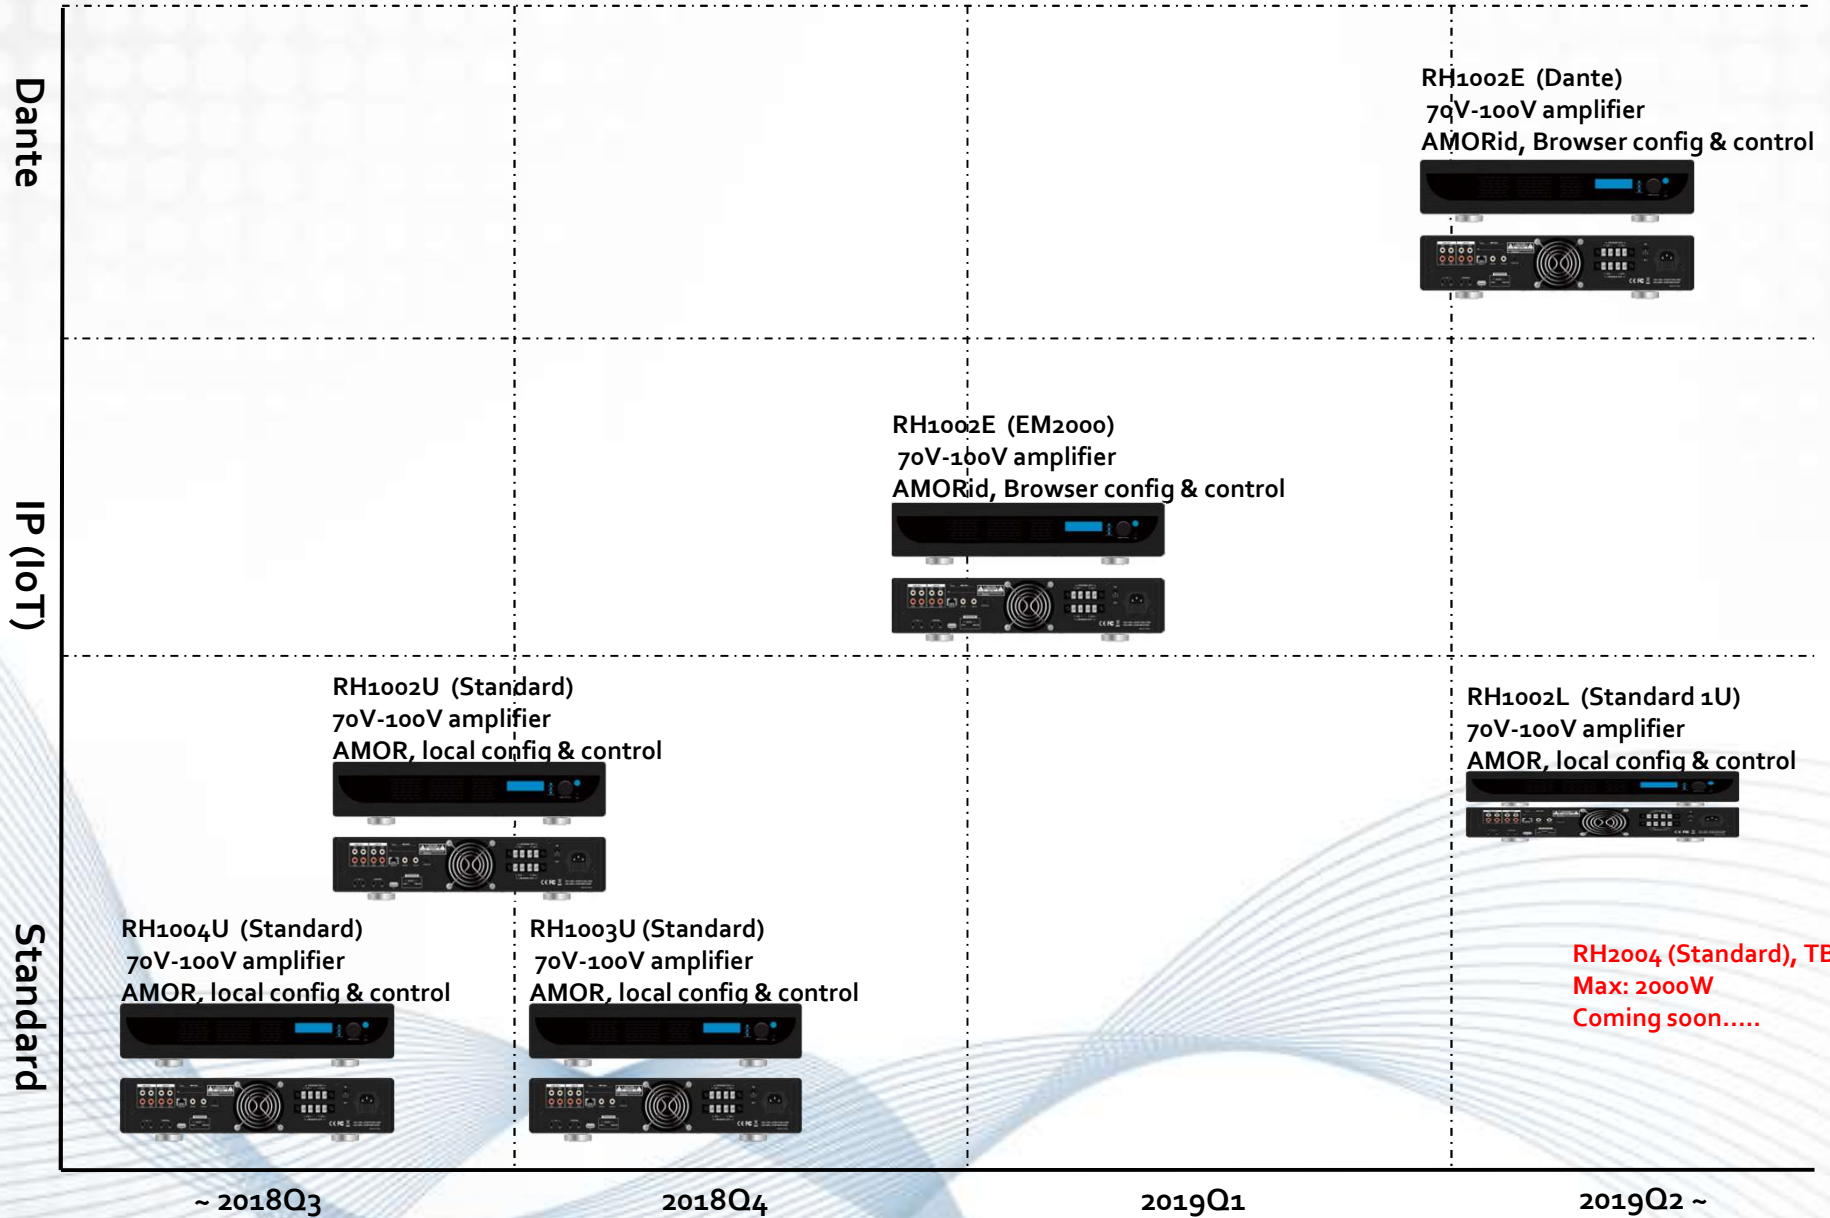 Dante
RH1002E (Dante)
70V-100V amplifier
AMORid, Browser config & control
IP (IoT)
RH1002E (EM2000)
70V-100V amplifier
AMORid, Browser config & control
Standard
RH1002U (Standard)
70V-100V amplifier
AMOR, local config & control
RH1002L (Standard 1U)
70V-100V amplifier
AMOR, local config & control
RH1004U (Standard)
70V-100V amplifier
AMOR, local config & control
RH1003U (Standard)
70V-100V amplifier
AMOR, local config & control
RH2004 (Standard), TB
Max: 2000W
Coming soon.....
~ 2018Q3
2018Q4
2019Q1
2019Q2 ~